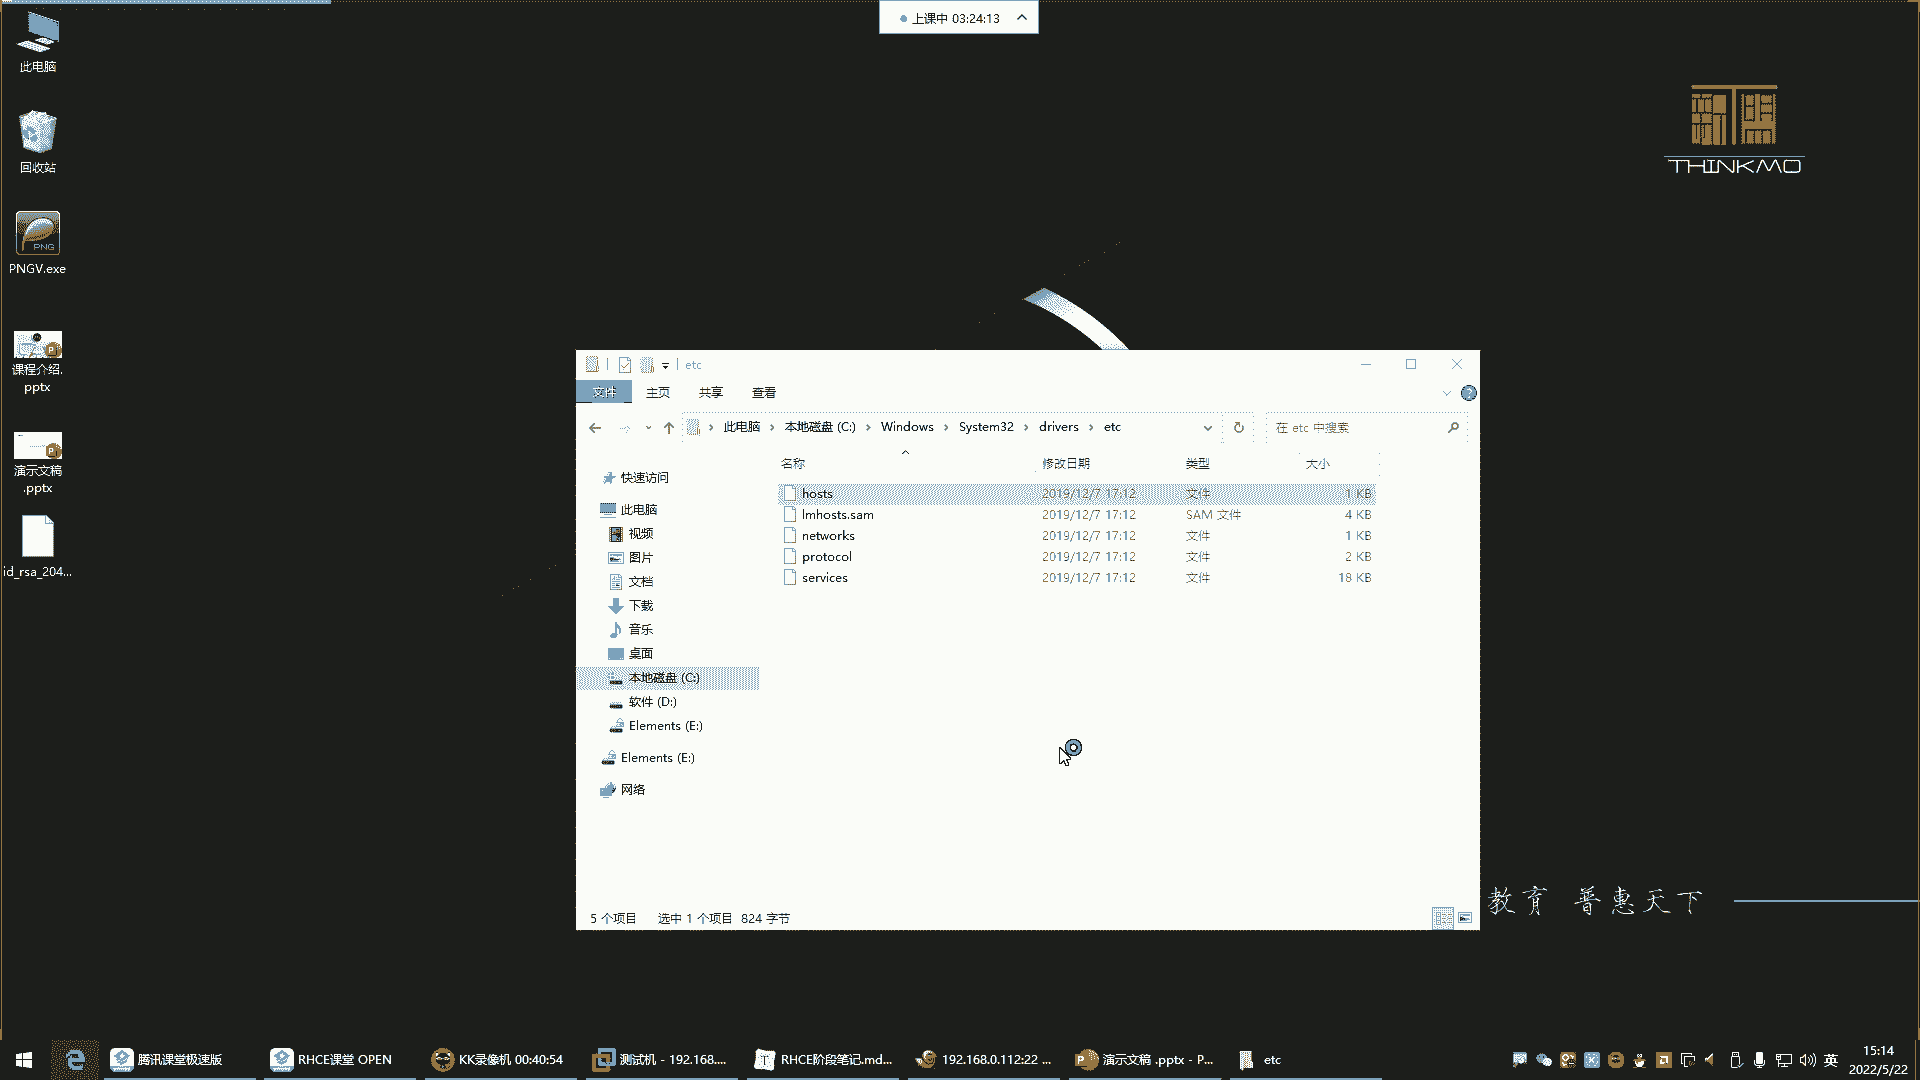 上课中 03:24:13
此电脑
回收站
PNG
PNGV.exe
课程介绍.
pptx
演示文稿
.pptx
id_rsa_204...
THINKMO
etc
文件 主页 共享 查看
此电脑 本地磁盘 (C:) Windows System32 drivers etc
在 etc 中搜索
名称 修改日期 类型 大小
hosts 2019/12/7 17:12 文件 1 KB
lmhosts.sam 2019/12/7 17:12 SAM 文件 4 KB
networks 2019/12/7 17:12 文件 1 KB
protocol 2019/12/7 17:12 文件 2 KB
services 2019/12/7 17:12 文件 18 KB
快速访问
此电脑
视频
图片
文档
下载
音乐
桌面
本地磁盘 (C:)
软件 (D:)
Elements (E:)
Elements (E:)
网络
5 个项目 选中 1 个项目 824 字节
教育 普惠天下
腾讯课堂极速版 RHCE课堂 OPEN KK录像机 00:40:54 测试机 - 192.168.... RHCE阶段笔记.md... 192.168.0.112:22 ... 演示文稿 .pptx - P... etc
英
15:14
2022/5/22